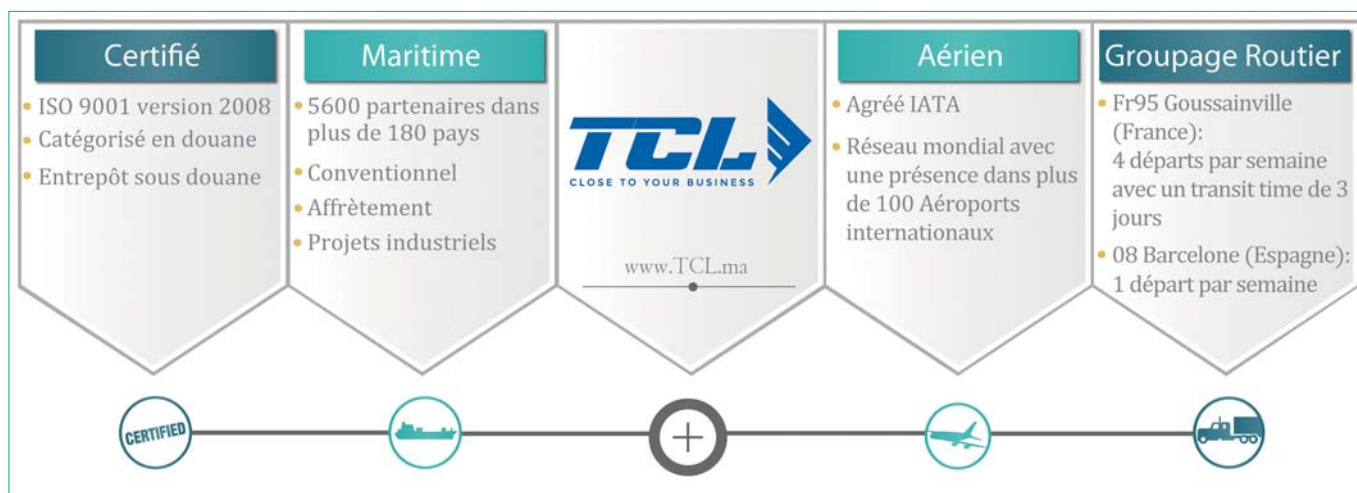 Certifié
• ISO 9001 version 2008
• Catégorisé en douane
• Entrepôt sous douane
Maritime
• 5600 partenaires dans
plus de 180 pays
• Conventionnel
• Affrètement
• Projets industriels
TCL
CLOSE TO YOUR BUSINESS
www.TCL.ma
Aérien
• Agréé IATA
• Réseau mondial avec
une présence dans plus
de 100 Aéroports
internationaux
Groupage Routier
• Fr95 Goussainville
(France):
4 départs par semaine
avec un transit time de 3
jours
• 08 Barcelone (Espagne):
1 départ par semaine
CERTIFIED